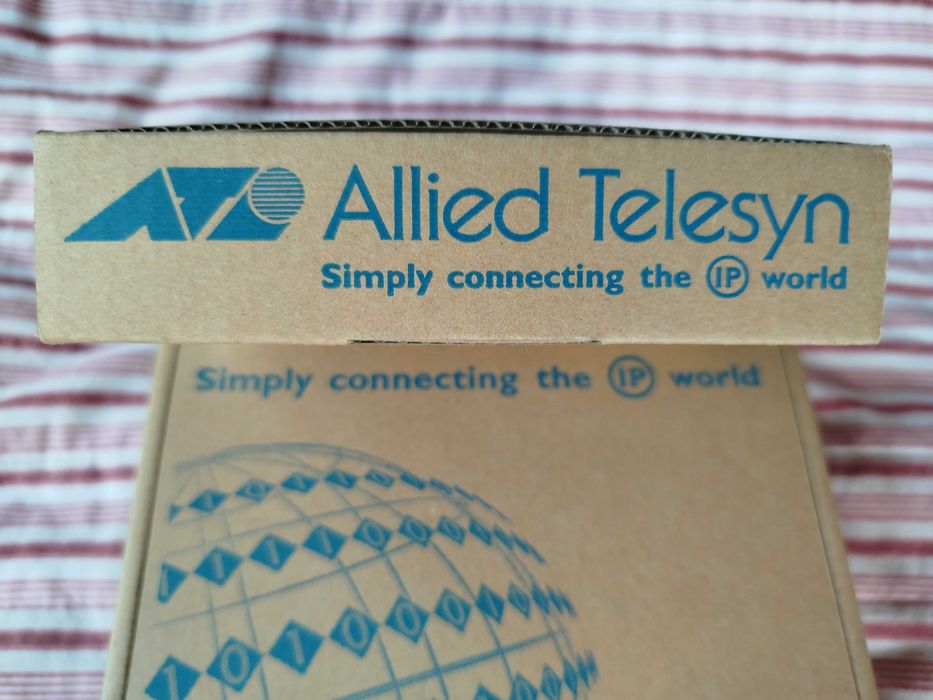 Allied Telesyn
Simply connecting the IP world
Simply connecting the IP world